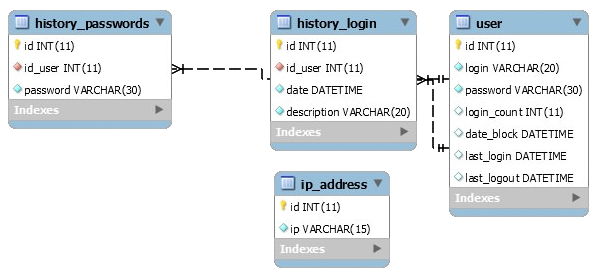 history_passwords
id INT(11)
id_user INT(11)
password VARCHAR(30)
Indexes
history_login
id INT(11)
id_user INT(11)
date DATETIME
description VARCHAR(20)
Indexes
user
id INT(11)
login VARCHAR(20)
password VARCHAR(30)
login_count INT(11)
date_block DATETIME
last_login DATETIME
last_logout DATETIME
ip_address
id INT(11)
ip VARCHAR(15)
Indexes